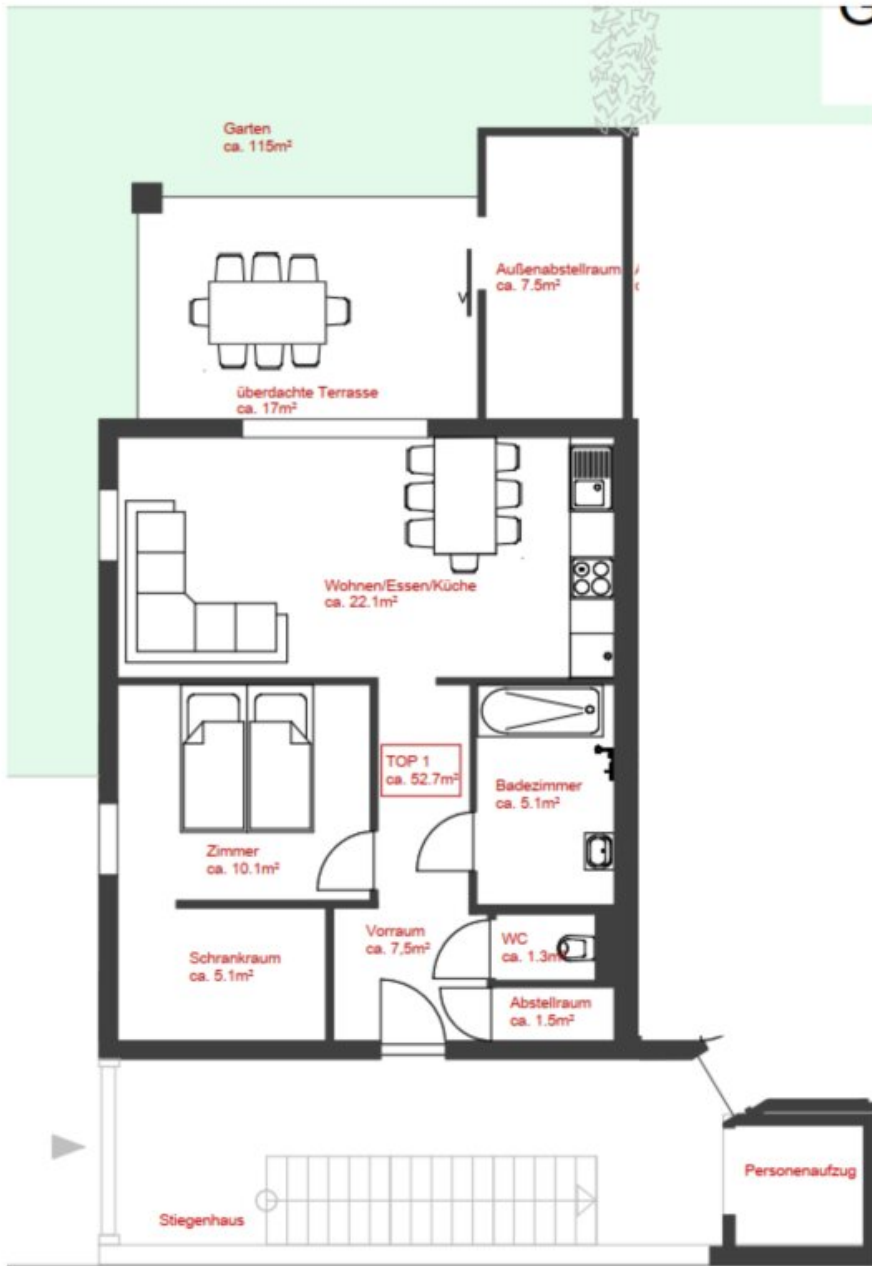 Garten
ca. 115m²
Außenabstellraum
ca. 7.5m²
überdachte Terrasse
ca. 17m²
Wohnen/Essen/Küche
ca. 22.1m²
TOP 1
ca. 52.7m²
Badezimmer
ca. 5.1m²
Zimmer
ca. 10.1m²
Vorraum
ca. 7,5m²
WC
ca. 1.3m²
Schrankraum
ca. 5.1m²
Abstellraum
ca. 1.5m²
Personenaufzug
Stiegenhaus